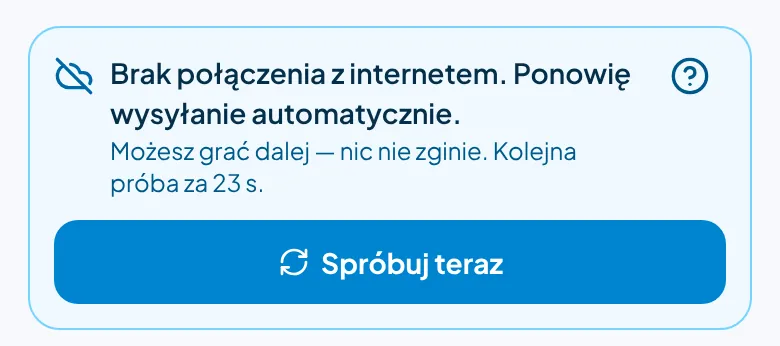 Brak połączenia z internetem. Ponowię
wysyłanie automatycznie.
Możesz grać dalej — nic nie zginie. Kolejna
próba za 23 s.
Spróbuj teraz